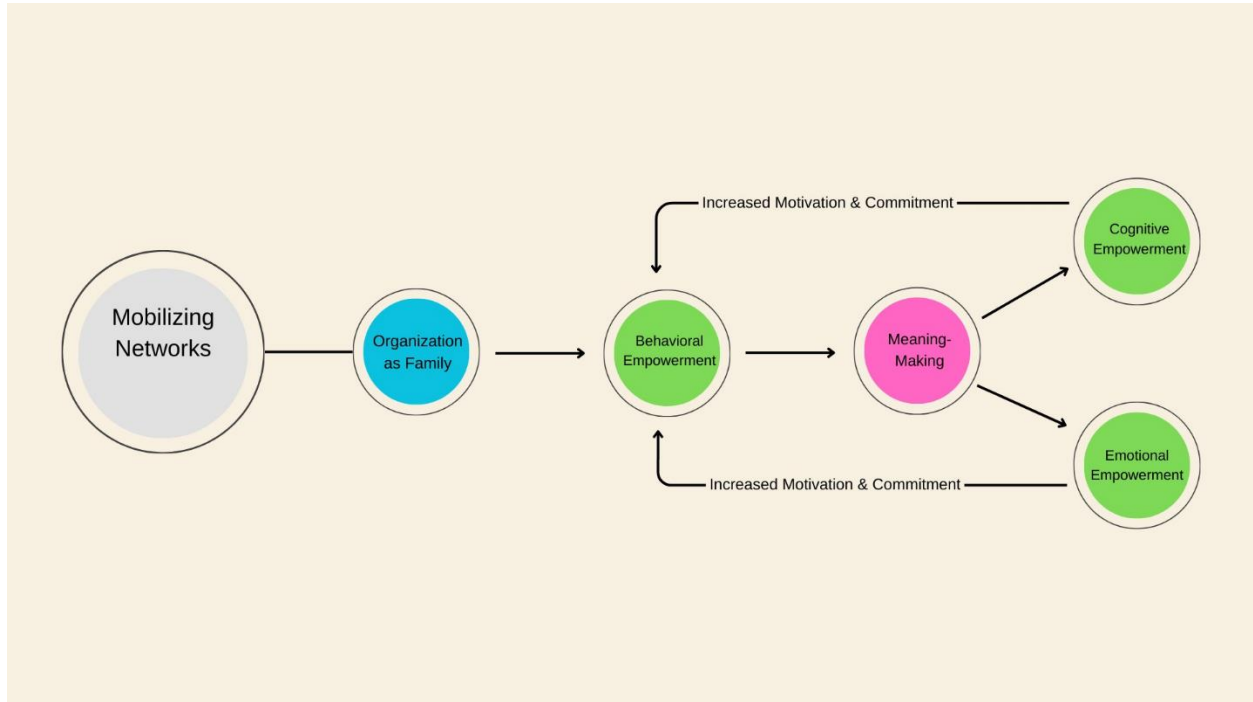 Mobilizing
Networks
Organization
as Family
Behavioral
Empowerment
Meaning-
Making
Increased Motivation & Commitment
Cognitive
Empowerment
Increased Motivation & Commitment
Emotional
Empowerment